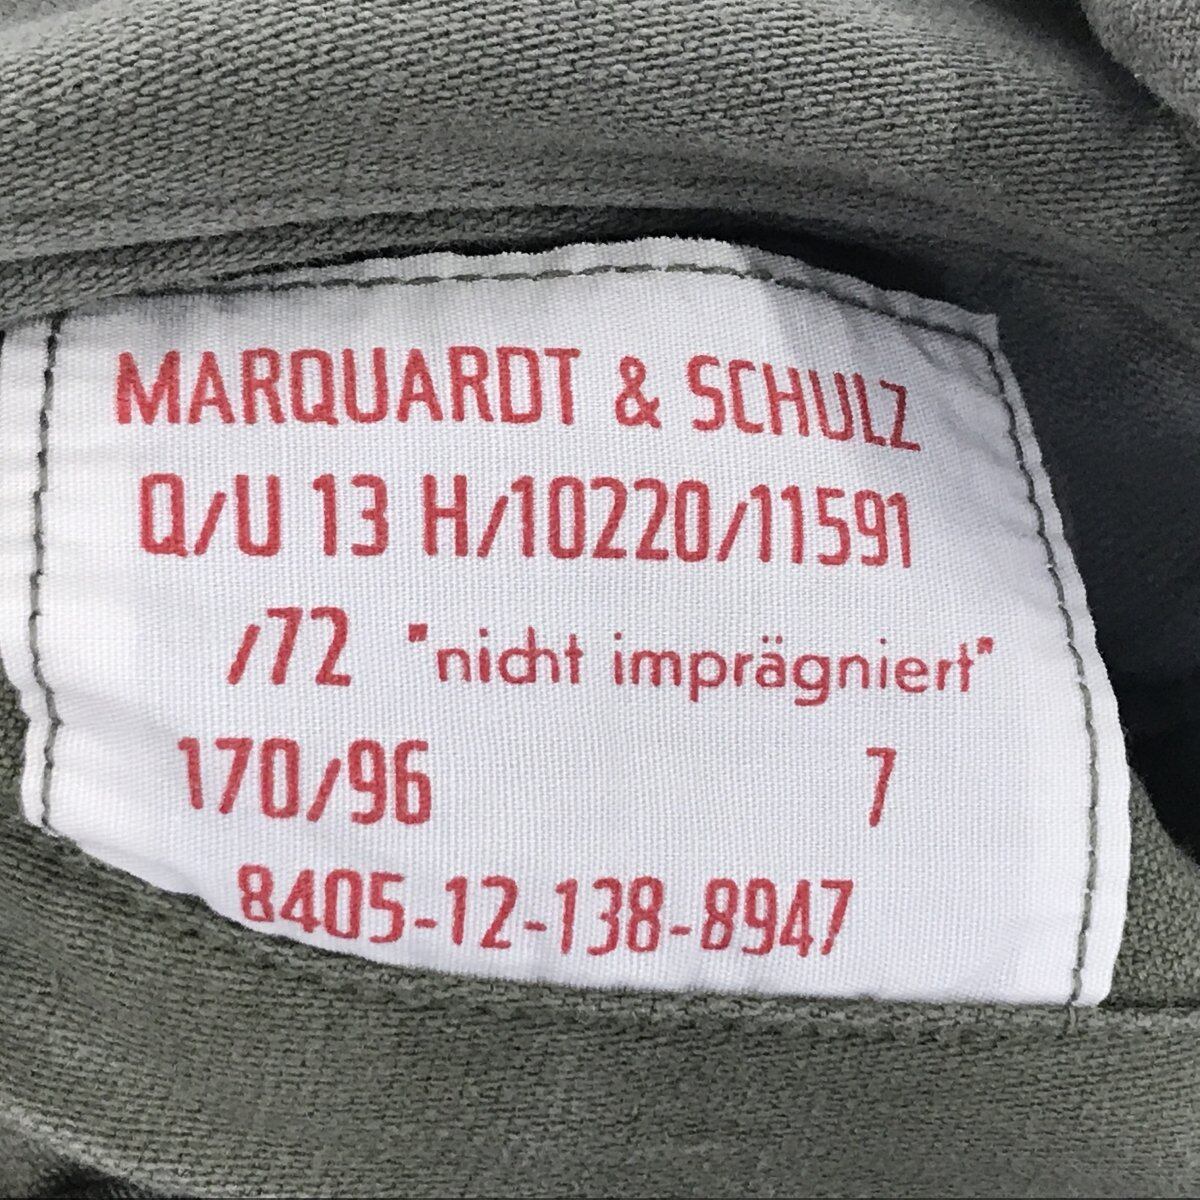 MARQUARDT & SCHULZ
Q/U 13 H/10220/11591
/72 "nicht imprägniert"
170/96 7
8405-12-138-8947